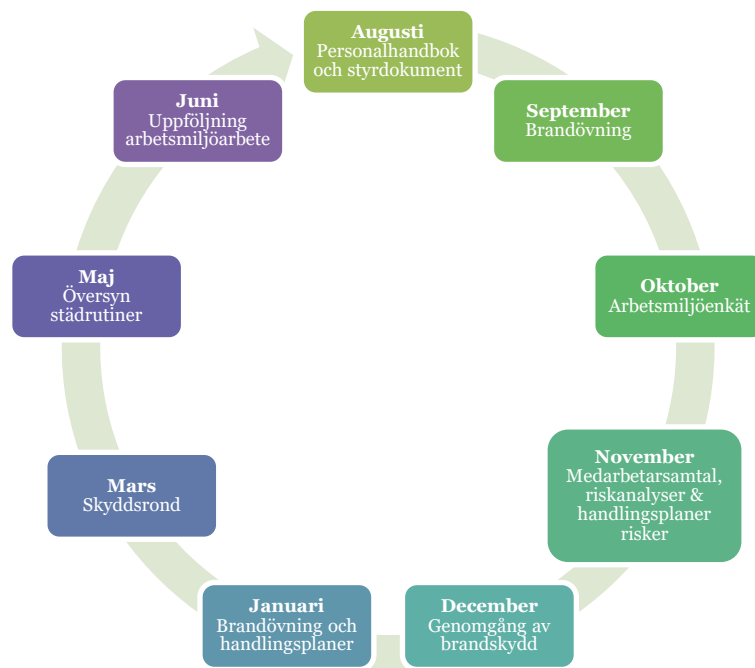 Augusti
Personalhandbok
och styrdokument
September
Brandövning
Oktober
Arbetsmiljöenkät
November
Medarbetarsamtal,
riskanalyser &
handlingsplaner
risker
December
Genomgång av
brandskydd
Januari
Brandövning och
handlingsplaner
Mars
Skyddsrond
Maj
Översyn
städrutiner
Juni
Uppföljning
arbetsmiljöarbete